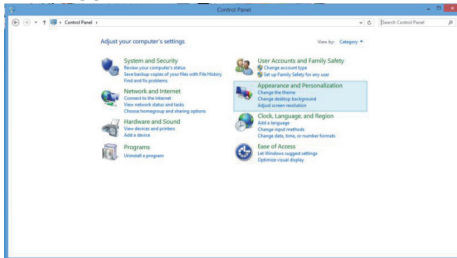 Control Panel
Control Panel
Search Control Panel
Adjust your computer's settings
View by: Category
System and Security
Review your computer's status
Save backup copies of your files with File History
Find and fix problems
Network and Internet
Connect to the Internet
View network status and tasks
Choose homegroup and sharing options
Hardware and Sound
View devices and printers
Add a device
Programs
Uninstall a program
User Accounts and Family Safety
Change account type
Set up Family Safety for any user
Appearance and Personalization
Change the theme
Change desktop background
Adjust screen resolution
Clock, Language, and Region
Add a language
Change input methods
Change date, time, or number formats
Ease of Access
Let Windows suggest settings
Optimize visual display